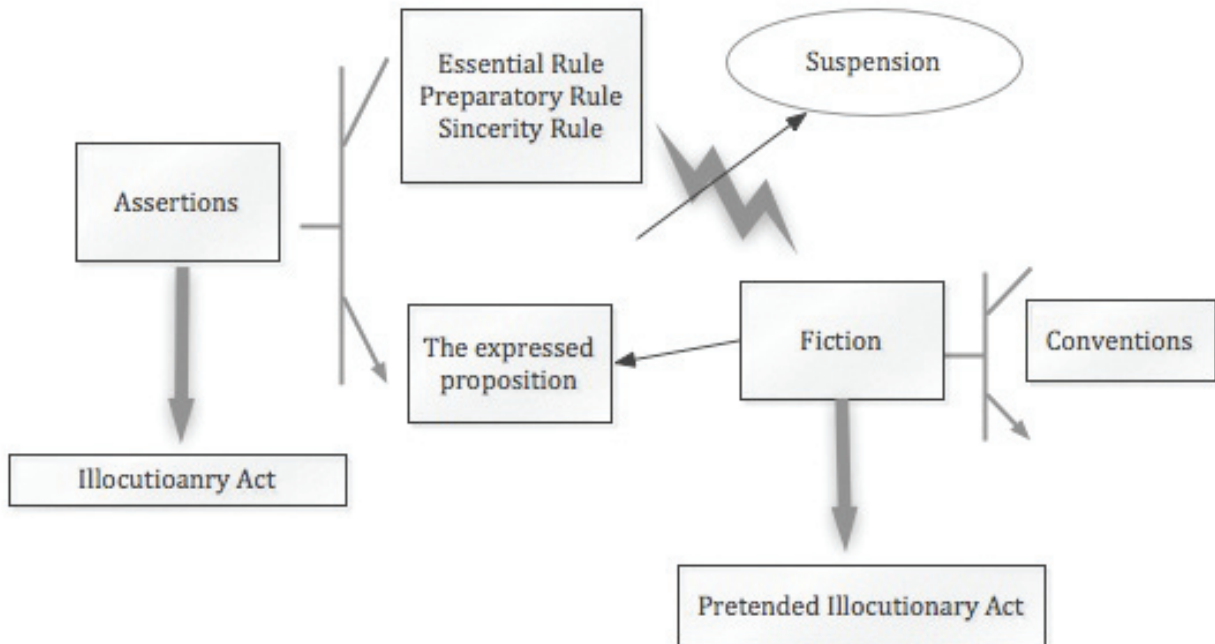 Essential Rule
Preparatory Rule
Sincerity Rule
Suspension
Assertions
The expressed
proposition
Fiction
Conventions
Illocutioanry Act
Pretended Illocutionary Act